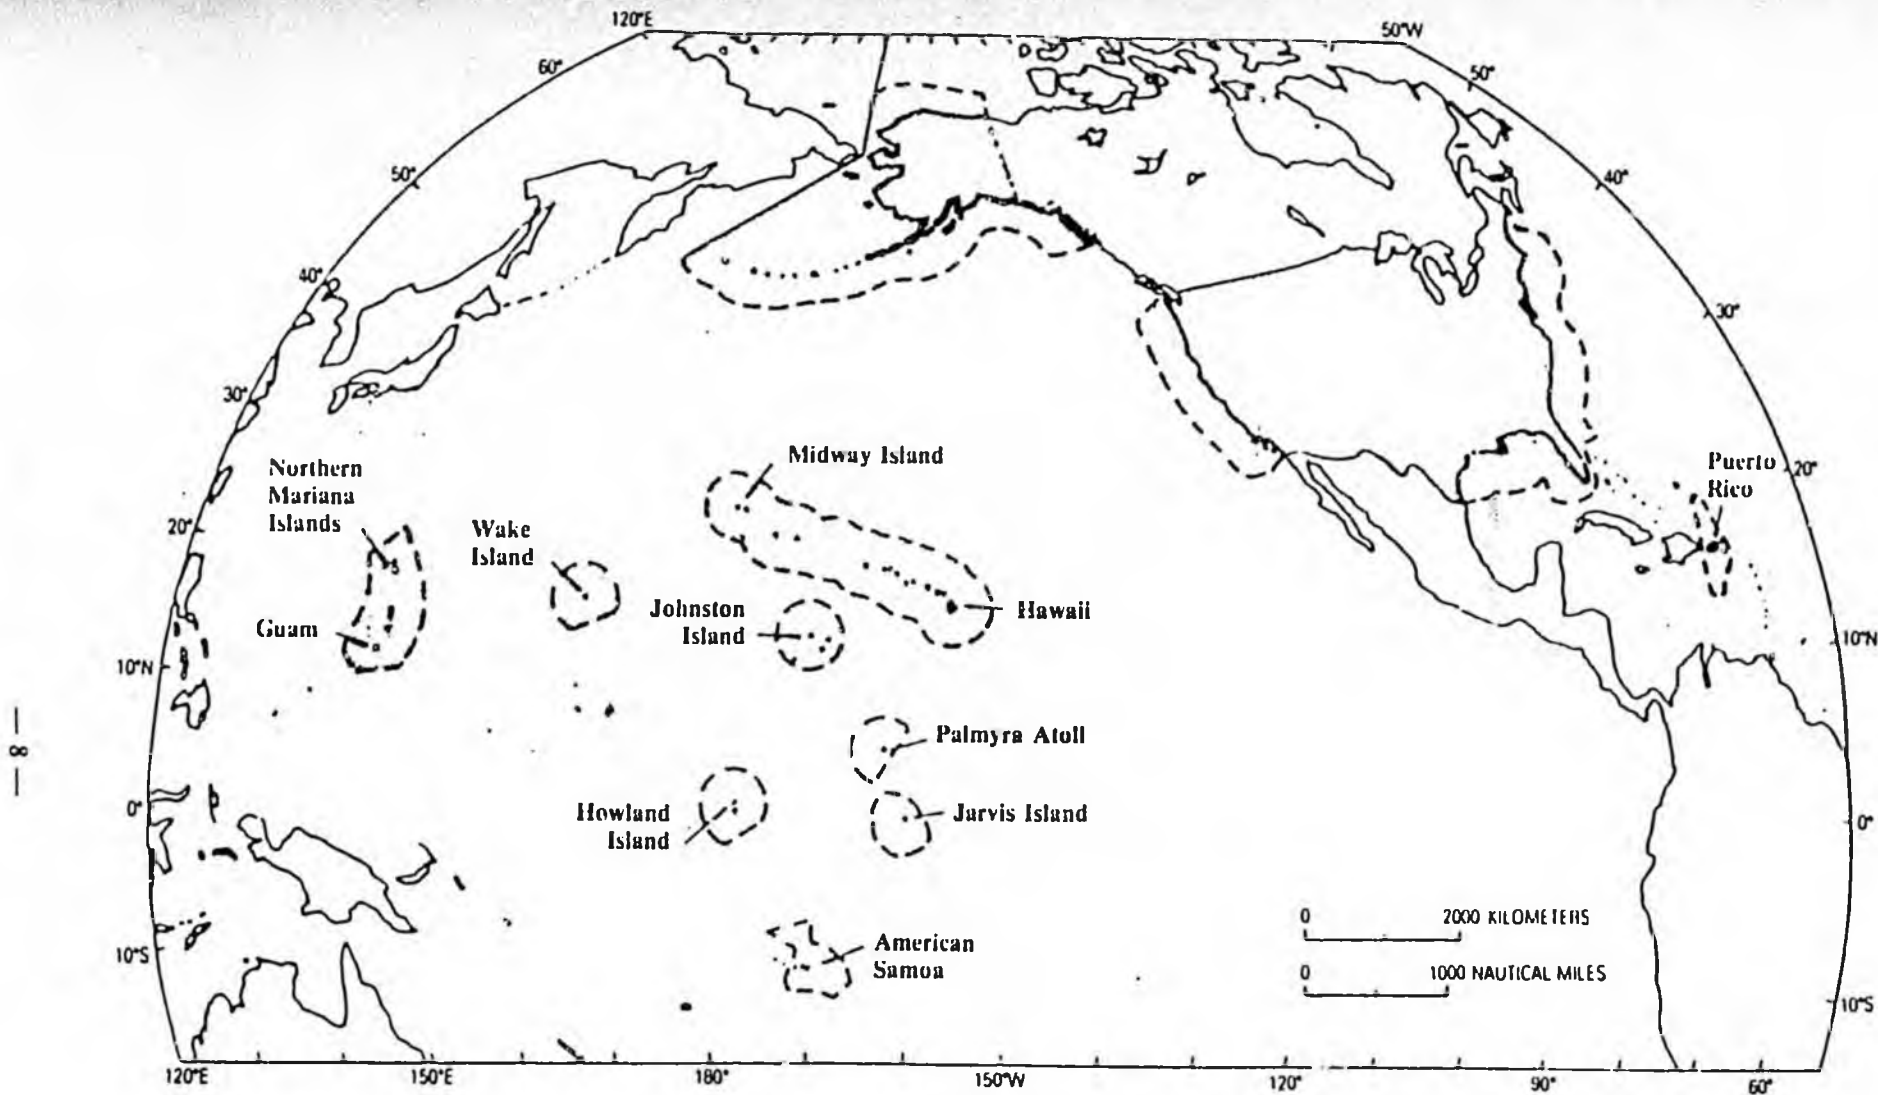 120°E
50°W
60°
50°
50°
40°
40°
30°
30°
20°
20°
10°N
10°N
0°
0°
10°S
10°S
Northern
Mariana
Islands
Guam
Wake
Island
Midway Island
Johnston
Island
Hawaii
Puerto
Rico
Palmyra Atoll
Howland
Island
Jarvis Island
American
Samoa
0 2000 KILOMETERS
0 1000 NAUTICAL MILES
120°E
150°E
180°
150°W
120°
90°
60°
— 8 —